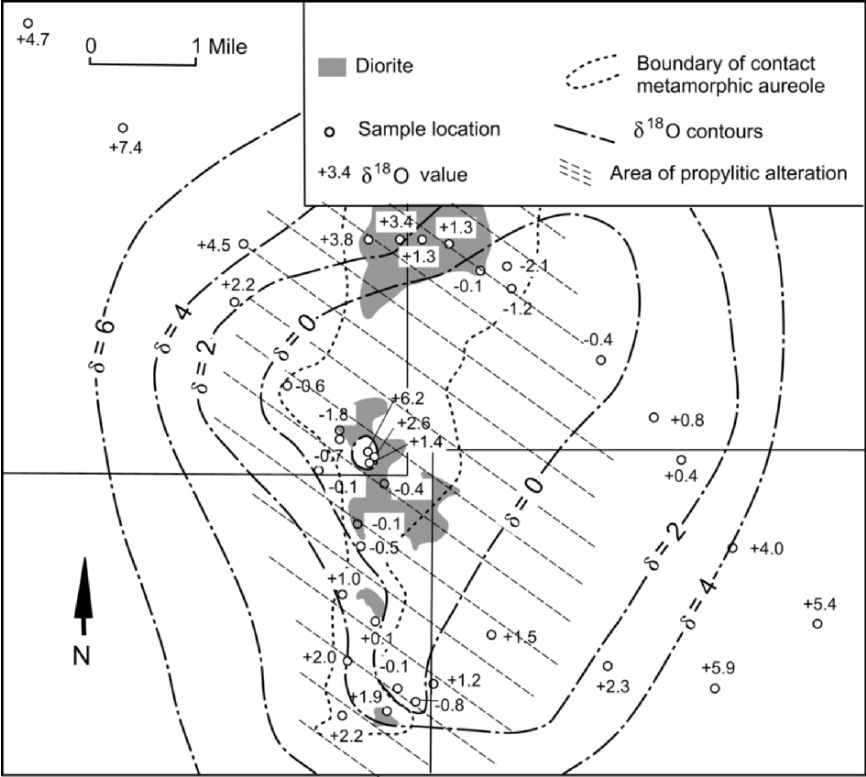 +4.7
0 1 Mile
+7.4
Diorite
Boundary of contact
metamorphic aureole
Sample location
δ18O contours
+3.4 δ18O value
Area of propylitic alteration
+3.4
+3.8
+1.3
+1.3
+4.5
-2.1
-0.1
-1.2
+2.2
δ = 6
δ = 4
δ = 2
δ = 0
-0.4
-0.6
+6.2
-1.8
+2.6
+0.8
+1.4
-0.7
+0.4
-0.1
-0.4
δ = 0
-0.1
-0.5
δ = 2
+4.0
+1.0
δ = 4
+5.4
+0.1
+1.5
N
+2.0
-0.1
+1.2
+2.3
+5.9
+1.9
-0.8
+2.2